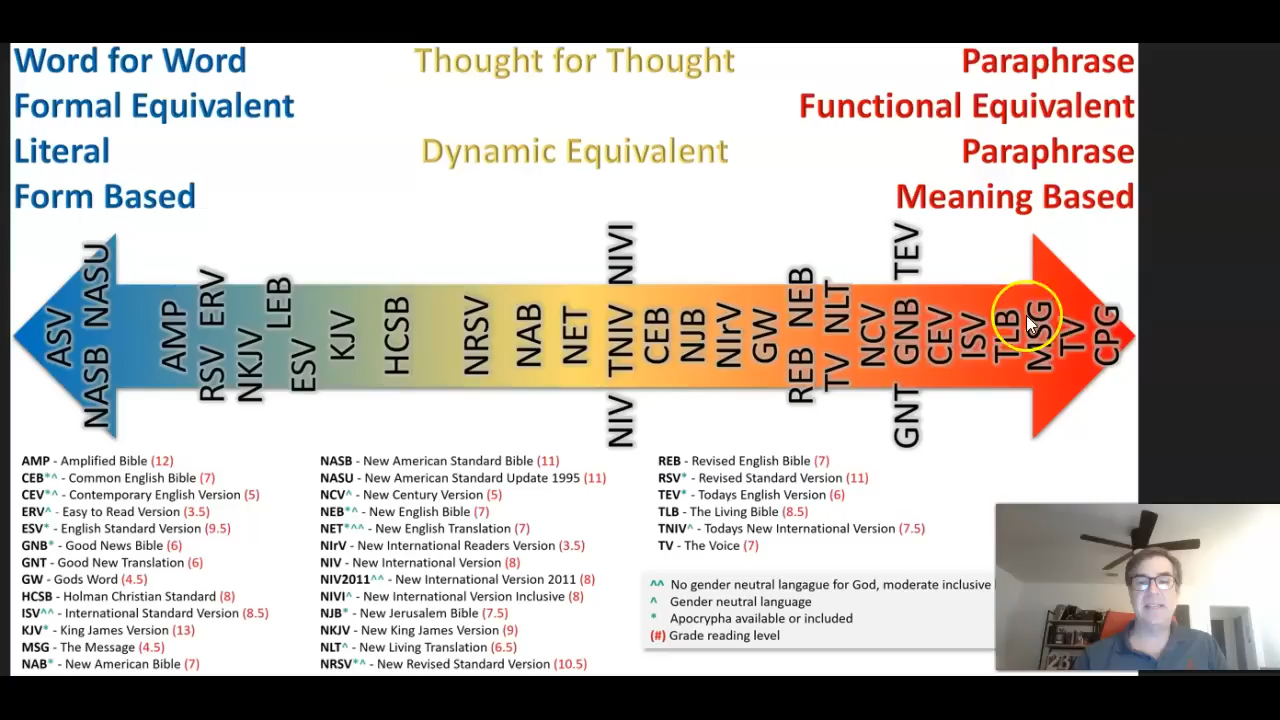 Word for Word
Thought for Thought
Paraphrase
Formal Equivalent
Functional Equivalent
Literal
Dynamic Equivalent
Paraphrase
Form Based
Meaning Based
ASV
NASB NASU
AMP
RSV ERV
NKJV
LEB
ESV
KJV
HCSB
NRSV
NAB
NET
NIV TNIV NIVI
CEB
NJB
NIrV
GW
REB NEB
TV NLT
NCV
GNT GNB TEV
CEV
ISV
TLB
MSG
TV
CPG
AMP - Amplified Bible (12)
CEB*^ - Common English Bible (7)
CEV*^ - Contemporary English Version (5)
ERV^ - Easy to Read Version (3.5)
ESV* - English Standard Version (9.5)
GNB* - Good News Bible (6)
GNT - Good New Translation (6)
GW - Gods Word (4.5)
HCSB - Holman Christian Standard (8)
ISV^^ - International Standard Version (8.5)
KJV* - King James Version (13)
MSG - The Message (4.5)
NAB* - New American Bible (7)
NASB - New American Standard Bible (11)
NASU - New American Standard Update 1995 (11)
NCV^ - New Century Version (5)
NEB*^ - New English Bible (7)
NET*^^ - New English Translation (7)
NIrV - New International Readers Version (3.5)
NIV - New International Version (8)
NIV2011^^ - New International Version 2011 (8)
NIVI^ - New International Version Inclusive (8)
NJB* - New Jerusalem Bible (7.5)
NKJV - New King James Version (9)
NLT^ - New Living Translation (6.5)
NRSV*^ - New Revised Standard Version (10.5)
REB - Revised English Bible (7)
RSV* - Revised Standard Version (11)
TEV* - Todays English Version (6)
TLB - The Living Bible (8.5)
TNIV^ - Todays New International Version (7.5)
TV - The Voice (7)
^^ No gender neutral langague for God, moderate inclusive
^ Gender neutral language
* Apocrypha available or included
(#) Grade reading level